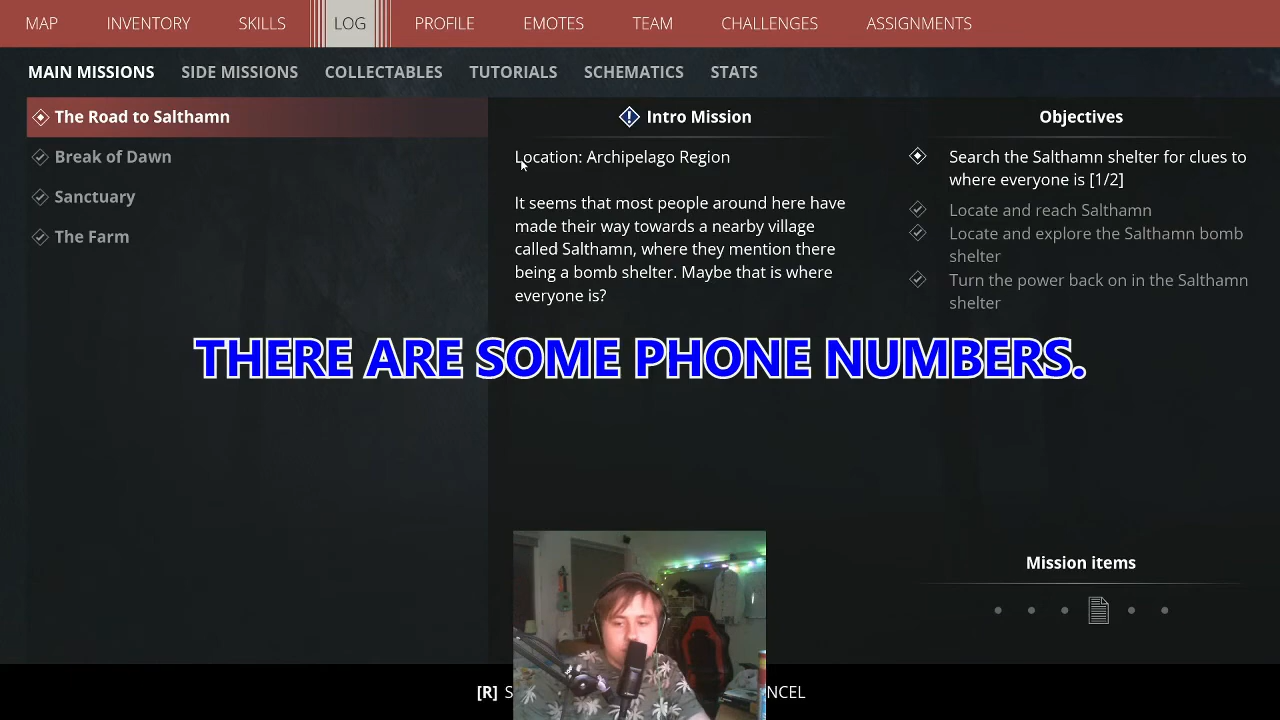 MAP INVENTORY SKILLS LOG PROFILE EMOTES TEAM CHALLENGES ASSIGNMENTS
MAIN MISSIONS SIDE MISSIONS COLLECTABLES TUTORIALS SCHEMATICS STATS
The Road to Salthamn
Break of Dawn
Sanctuary
The Farm
Intro Mission
Location: Archipelago Region
It seems that most people around here have
made their way towards a nearby village
called Salthamn, where they mention there
being a bomb shelter. Maybe that is where
everyone is?
Objectives
Search the Salthamn shelter for clues to
where everyone is [1/2]
Locate and reach Salthamn
Locate and explore the Salthamn bomb
shelter
Turn the power back on in the Salthamn
shelter
THERE ARE SOME PHONE NUMBERS.
Mission items
[R] S
NCEL